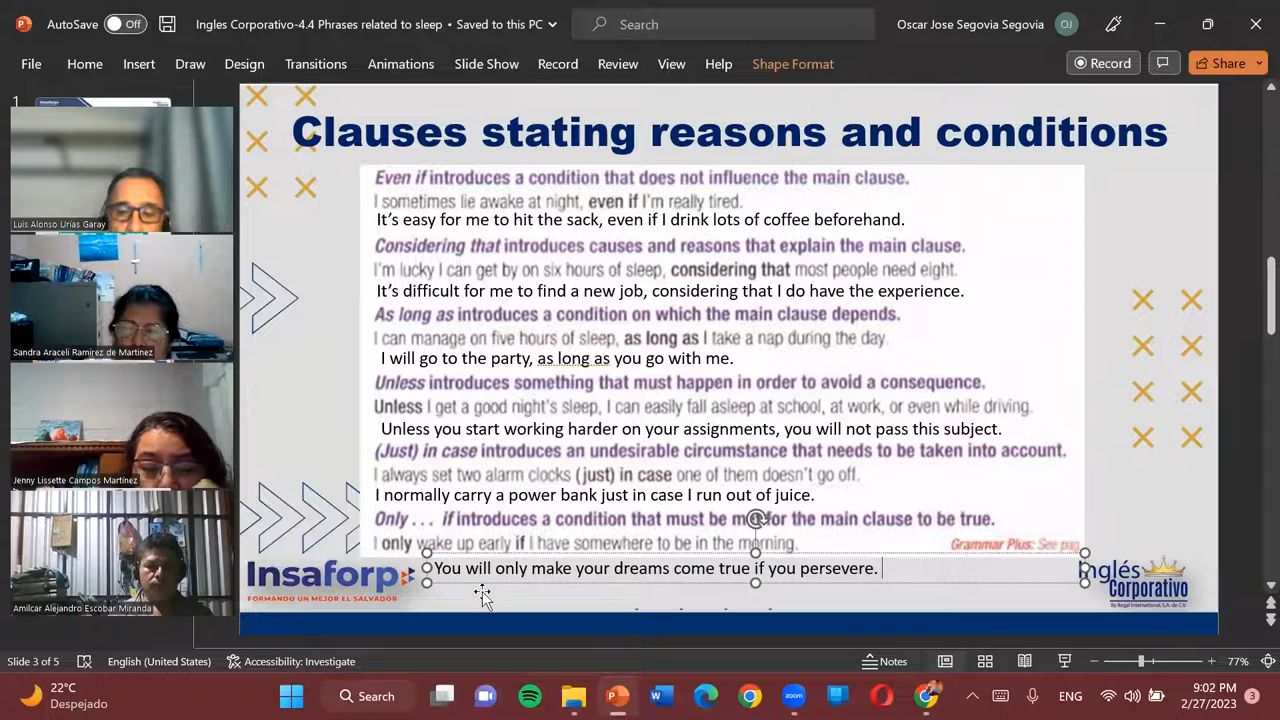 AutoSave Off Ingles Corporativo-4.4 Phrases related to sleep • Saved to this PC Search Oscar Jose Segovia Segovia OJ
File Home Insert Draw Design Transitions Animations Slide Show Record Review View Help Shape Format Record Share
1
Clauses stating reasons and conditions
Even if introduces a condition that does not influence the main clause.
I sometimes lie awake at night, even if I'm really tired.
It's easy for me to hit the sack, even if I drink lots of coffee beforehand.
Considering that introduces causes and reasons that explain the main clause.
I'm lucky I can get by on six hours of sleep, considering that most people need eight.
It's difficult for me to find a new job, considering that I do have the experience.
As long as introduces a condition on which the main clause depends.
I can manage on five hours of sleep, as long as I take a nap during the day.
I will go to the party, as long as you go with me.
Unless introduces something that must happen in order to avoid a consequence.
Unless I get a good night's sleep, I can easily fall asleep at school, at work, or even while driving.
Unless you start working harder on your assignments, you will not pass this subject.
(Just) in case introduces an undesirable circumstance that needs to be taken into account.
I always set two alarm clocks (just) in case one of them doesn't go off.
I normally carry a power bank just in case I run out of juice.
Only . . . if introduces a condition that must be for the main clause to be true.
I only wake up early if I have somewhere to be in the morning.
Grammar Plus: See pag
You will only make your dreams come true if you persevere.
Insaforp
FORMANDO UN MEJOR EL SALVADOR
Inglés
Corporativo
By Regal International, S.A. de C.V.
Luis Alonso Urías Garay
Sandra Araceli Ramírez de Martinez
Jenny Lissette Campos Martínez
Amilcar Alejandro Escobar Miranda
Slide 3 of 5 English (United States) Accessibility: Investigate Notes 77%
22°C
Despejado
Search
ENG
9:02 PM
2/27/2023
3